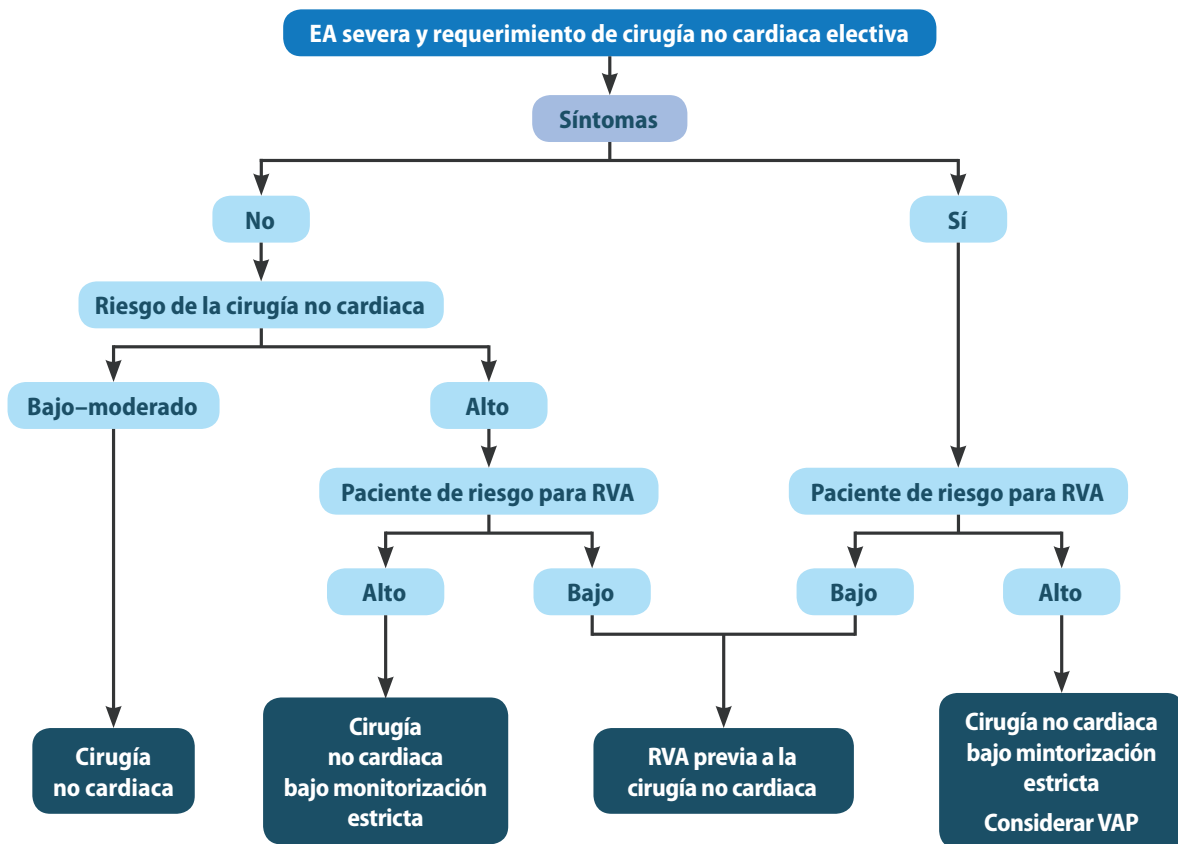 EA severa y requerimiento de cirugía no cardiaca electiva
Síntomas
No
Sí
Riesgo de la cirugía no cardiaca
Bajo–moderado
Alto
Paciente de riesgo para RVA
Paciente de riesgo para RVA
Alto
Bajo
Bajo
Alto
Cirugía
no cardiaca
Cirugía
no cardiaca
bajo monitorización
estricta
RVA previa a la
cirugía no cardiaca
Cirugía no cardiaca
bajo mintorización
estricta
Considerar VAP